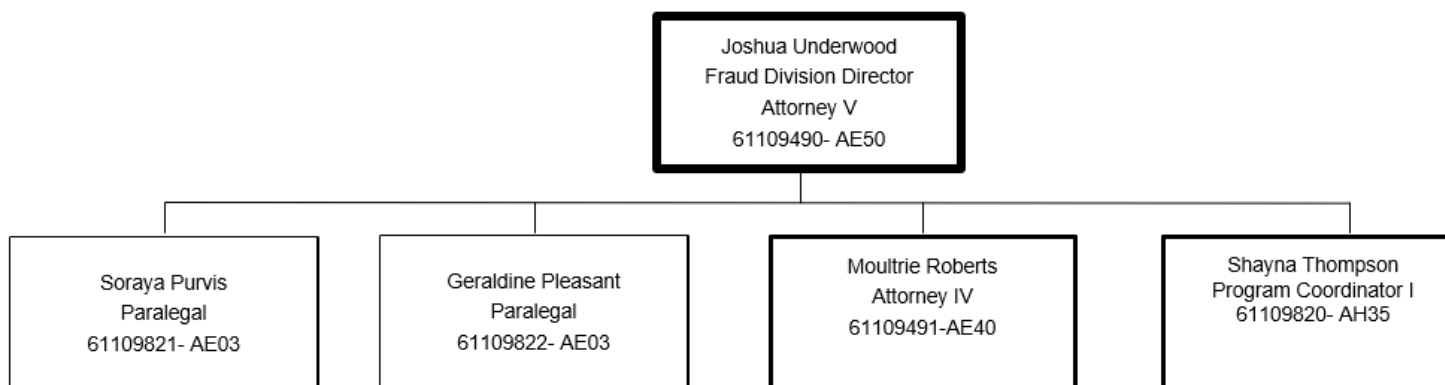 Joshua Underwood
Fraud Division Director
Attorney V
61109490- AE50
Soraya Purvis
Paralegal
61109821- AE03
Geraldine Pleasant
Paralegal
61109822- AE03
Moultrie Roberts
Attorney IV
61109491-AE40
Shayna Thompson
Program Coordinator I
61109820- AH35